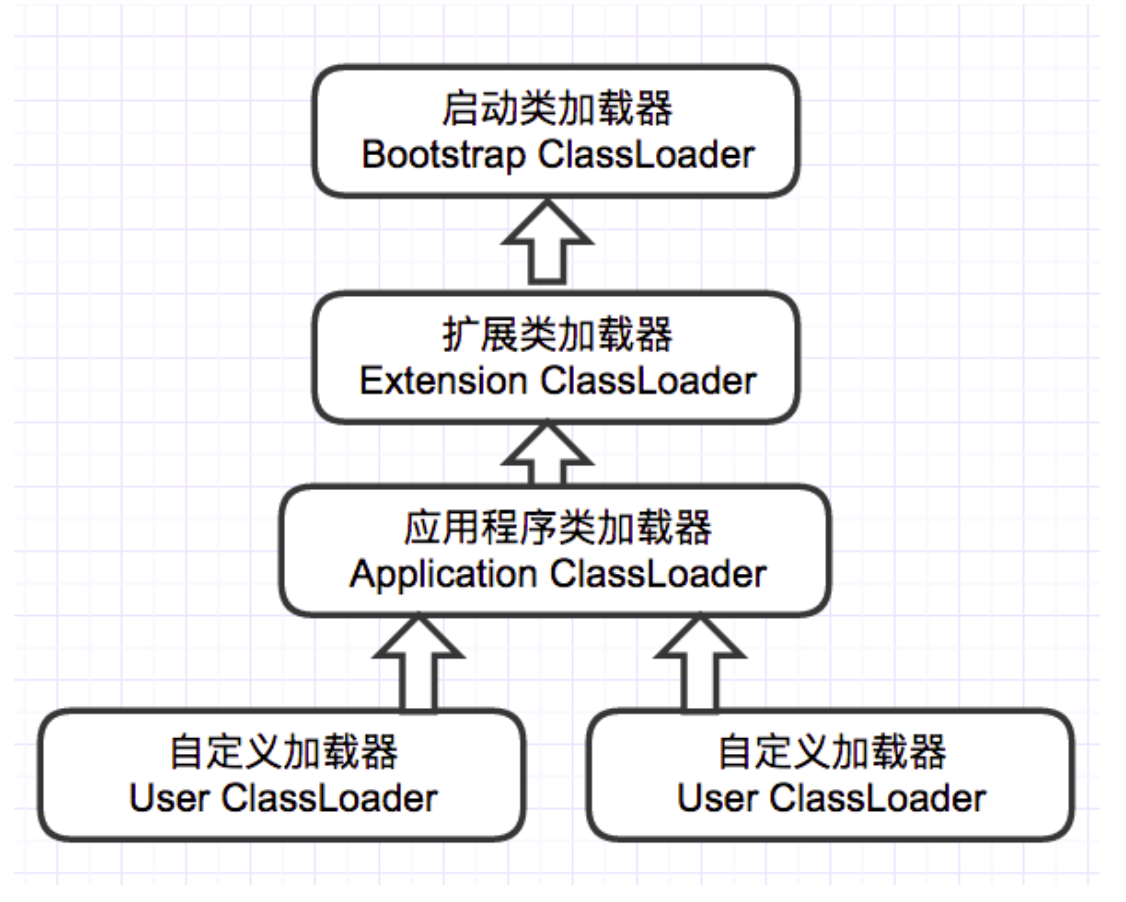 启动类加载器
Bootstrap ClassLoader
扩展类加载器
Extension ClassLoader
应用程序类加载器
Application ClassLoader
自定义加载器
User ClassLoader
自定义加载器
User ClassLoader